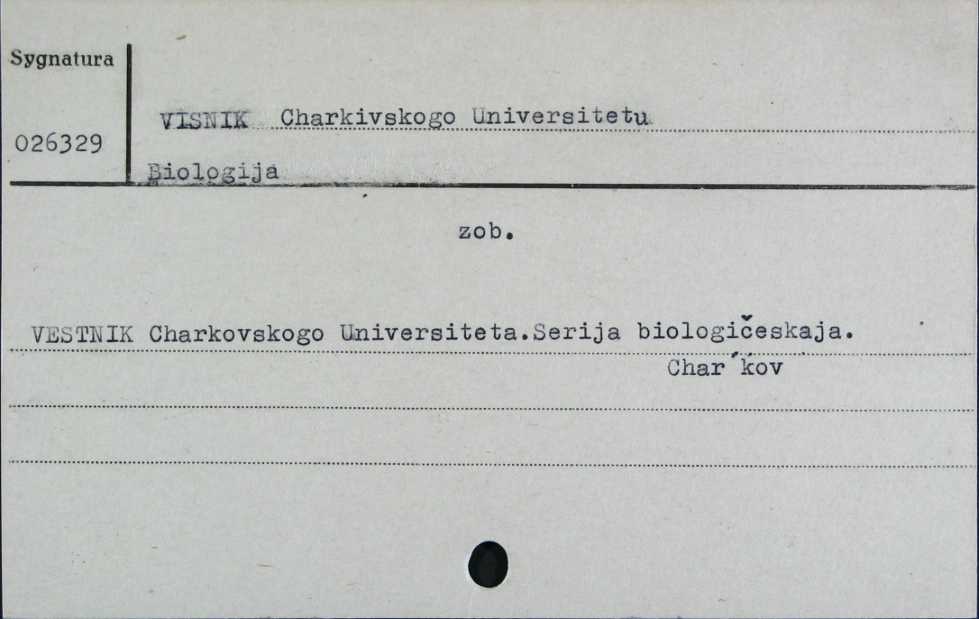 Sygnatura
VISNIK Charkivskogo Universitetu
026329
Biologija
zob.
VESTNIK Charkovskogo Universiteta.Serija biologičeskaja.
Char´kov